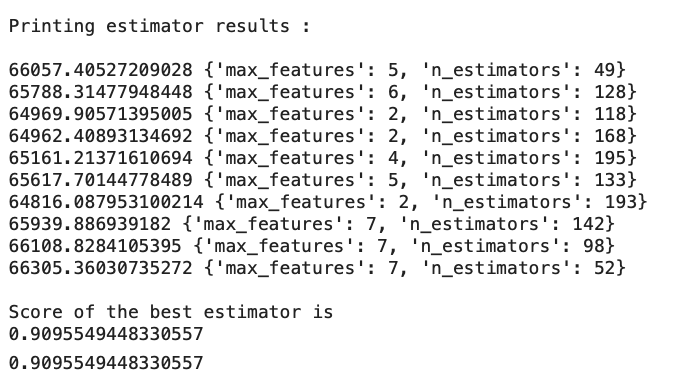 Printing estimator results :
66057.40527209028 {'max_features': 5, 'n_estimators': 49}
65788.31477948448 {'max_features': 6, 'n_estimators': 128}
64969.90571395005 {'max_features': 2, 'n_estimators': 118}
64962.40893134692 {'max_features': 2, 'n_estimators': 168}
65161.21371610694 {'max_features': 4, 'n_estimators': 195}
65617.70144778489 {'max_features': 5, 'n_estimators': 133}
64816.087953100214 {'max_features': 2, 'n_estimators': 193}
65939.886939182 {'max_features': 7, 'n_estimators': 142}
66108.8284105395 {'max_features': 7, 'n_estimators': 98}
66305.36030735272 {'max_features': 7, 'n_estimators': 52}
Score of the best estimator is
0.9095549448330557
0.9095549448330557